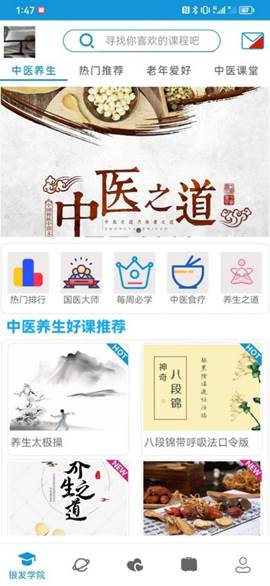 1:47
寻找你喜欢的课程吧
中医养生 热门推荐 老年爱好 中医课堂
中医之道
热门排行 国医大师 每周必学 中医食疗 养生之道
中医养生好课推荐
HOT
HOT
神奇
八段锦
养生太极操
八段锦带呼吸法口令版
NEW
NEW
养生之道
银发学院